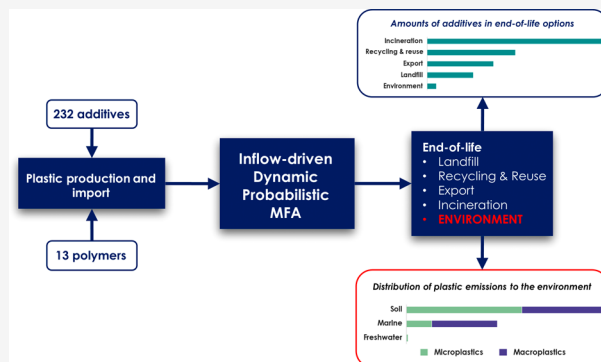 Amounts of additives in end-of-life options
Incineration
Recycling & reuse
Export
Landfill
Environment
232 additives
Plastic production and
import
13 polymers
Inflow-driven
Dynamic
Probabilistic
MFA
End-of-life
• Landfill
• Recycling & Reuse
• Export
• Incineration
• ENVIRONMENT
Distribution of plastic emissions to the environment
Soil
Marine
Freshwater
Microplastics Macroplastics